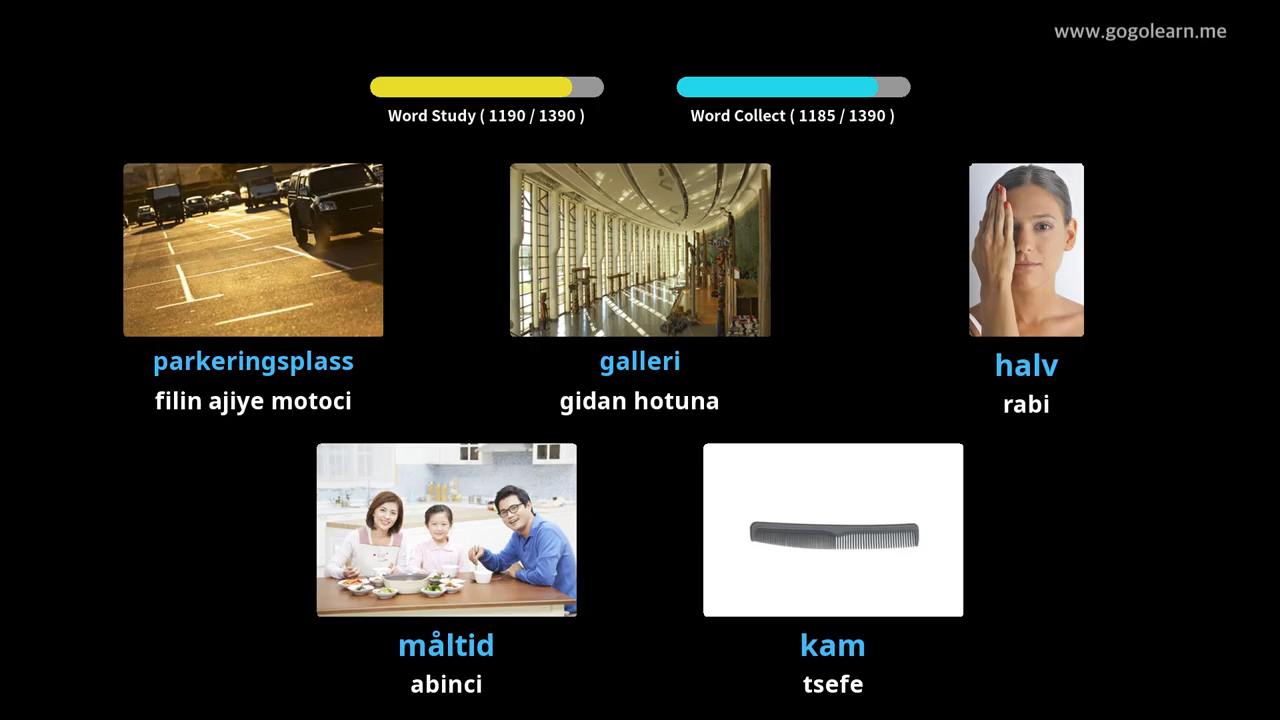 www.gogolearn.me
Word Study ( 1190 / 1390 )
Word Collect ( 1185 / 1390 )
parkeringsplass
filin ajiye motoci
galleri
gidan hotuna
halv
rabi
måltid
abinci
kam
tsefe